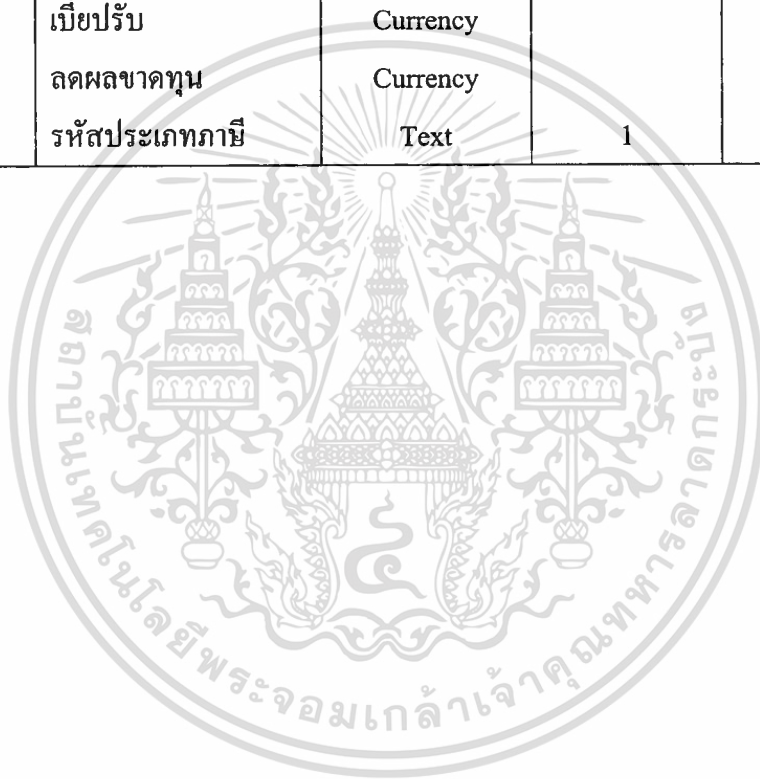 เบี้ยปรับ Currency
ลดผลขาดทุน Currency
รหัสประเภทภาษี Text 1
สถาบันเทคโนโลยีพระจอมเกล้าเจ้าคุณทหารลาดกระบัง